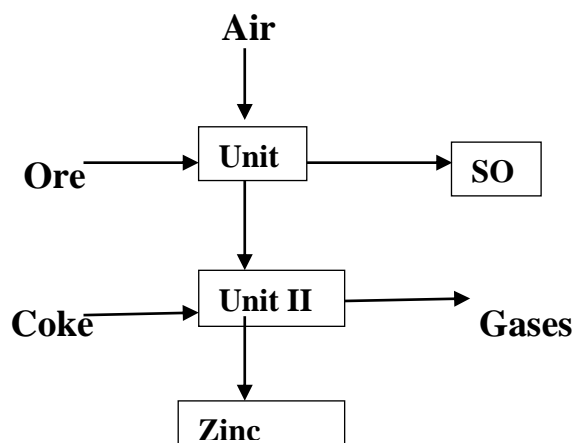 Air
Unit
Ore
SO
Unit II
Coke
Gases
Zinc